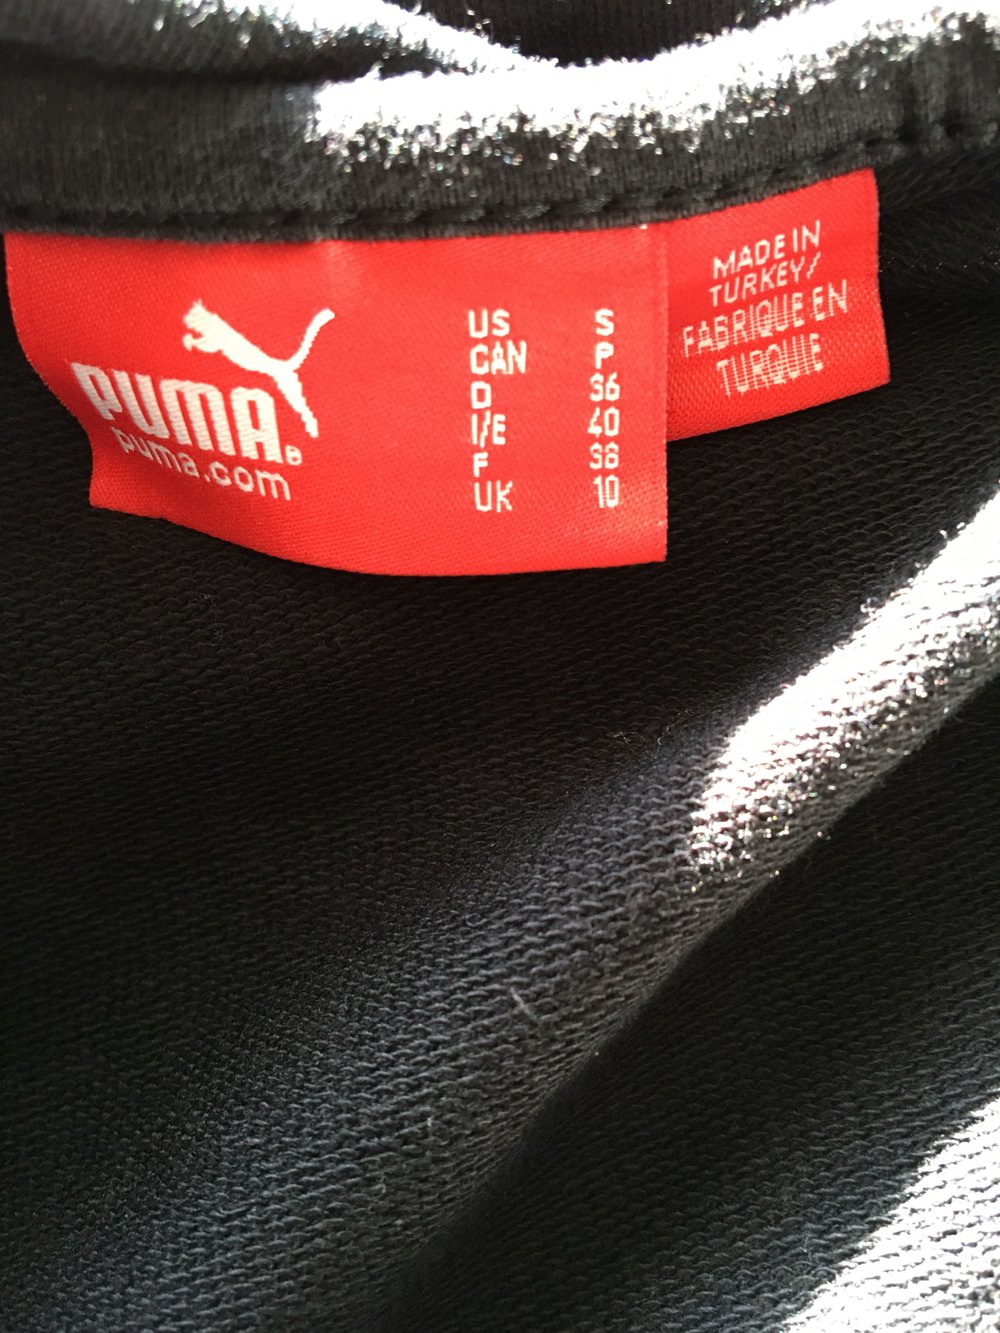 PUMA®
puma.com
US S
CAN P
D 36
I/E 40
F 38
UK 10
MADE IN
TURKEY/
FABRIQUE EN
TURQUIE